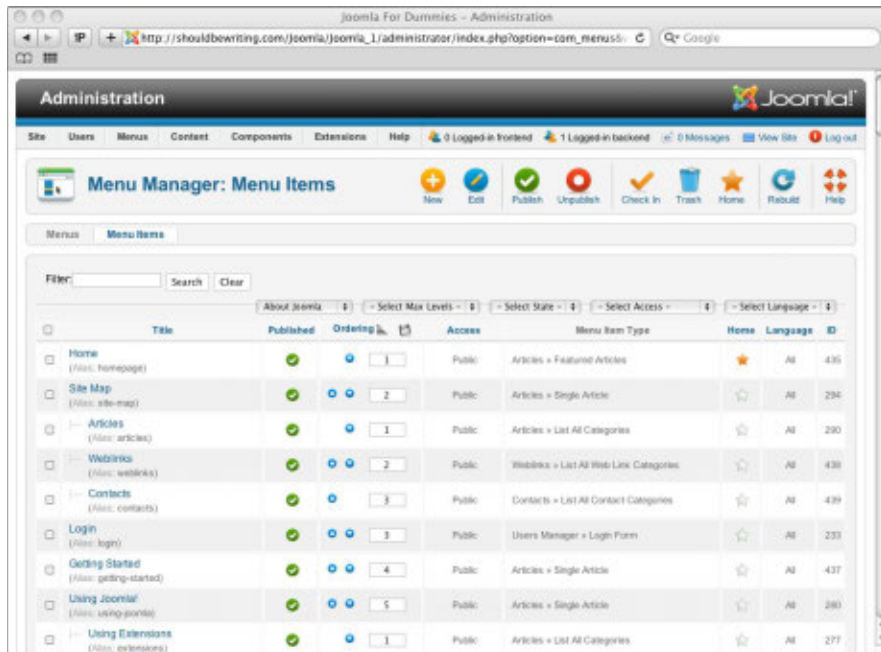 Joomla For Dummies – Administration
http://shouldbewriting.com/Joomla/Joomla_1/administrator/index.php?option=com_menus&
Google
Administration
Joomla!
Site Users Menus Content Components Extensions Help 0 Logged-in frontend 1 Logged-in backend 0 Messages View Site Log out
Menu Manager: Menu Items
New Edit Publish Unpublish Check In Trash Home Rebuild Help
Menus Menu Items
Filter: Search Clear
About Joomla - Select Max Levels - - Select State - - Select Access - - Select Language -
Title Published Ordering Access Menu Item Type Home Language ID
Home 1 Public Articles » Featured Articles All 435
(Alias: homepage)
Site Map 2 Public Articles » Single Article All 294
(Alias: site-map)
Articles 1 Public Articles » List All Categories All 290
(Alias: articles)
Weblinks 2 Public Weblinks » List All Web Link Categories All 438
(Alias: weblinks)
Contacts 3 Public Contacts » List All Contact Categories All 439
(Alias: contacts)
Login 3 Public Users Manager » Login Form All 233
(Alias: login)
Getting Started 4 Public Articles » Single Article All 437
(Alias: getting-started)
Using Joomla! 5 Public Articles » Single Article All 280
(Alias: using-joomla)
Using Extensions 1 Public Articles » List All Categories All 277
(Alias: extensions)